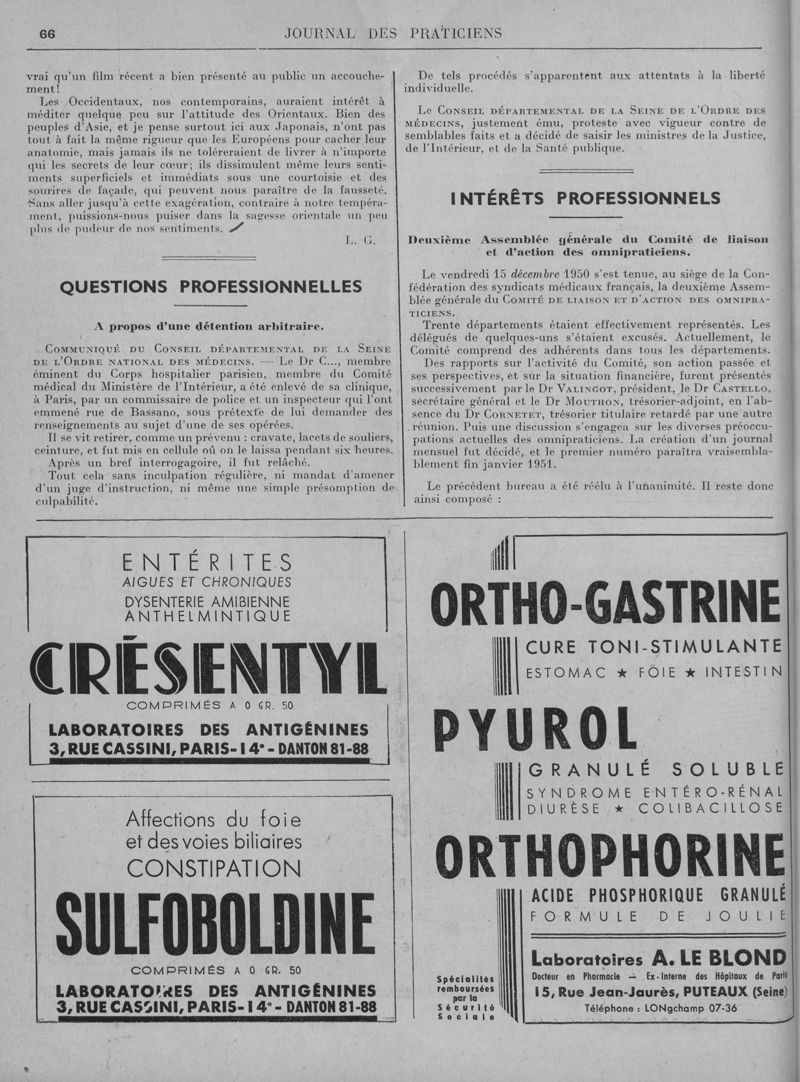 66
JOURNAL DES PRATICIENS
vrai qu'un film récent a bien présenté au public un accouche-
ment!
Les Occidentaux, nos contemporains, auraient intérêt à
méditer quelque peu sur l'attitude des Orientaux. Bien des
peuples d'Asie, et je pense surtout ici aux Japonais, n'ont pas
tout à fait la même rigueur que les Européens pour cacher leur
anatomie, mais jamais ils ne toléreraient de livrer à n'importe
qui les secrets de leur cœur; ils dissimulent même leurs senti-
ments superficiels et immédiats sous une courtoisie et des
sourires de façade, qui peuvent nous paraître de la fausseté.
Sans aller jusqu'à cette exagération, contraire à notre tempéra-
ment, puissions-nous puiser dans la sagesse orientale un peu
plus de pudeur de nos sentiments.
L. G.
QUESTIONS PROFESSIONNELLES
A propos d'une détention arbitraire.
COMMUNIQUÉ DU CONSEIL DÉPARTEMENTAL DE LA SEINE
DE L'ORDRE NATIONAL DES MÉDECINS. — Le Dr C..., membre
éminent du Corps hospitalier parisien, membre du Comité
médical du Ministère de l'Intérieur, a été enlevé de sa clinique,
à Paris, par un commissaire de police et un inspecteur qui l'ont
emmené rue de Bassano, sous prétexte de lui demander des
renseignements au sujet d'une de ses opérées.
Il se vit retirer, comme un prévenu : cravate, lacets de souliers,
ceinture, et fut mis en cellule où on le laissa pendant six heures.
Après un bref interrogagoire, il fut relâché.
Tout cela sans inculpation régulière, ni mandat d'amener
d'un juge d'instruction, ni même une simple présomption de
culpabilité.
De tels procédés s'apparentent aux attentats à la liberté
individuelle.
Le CONSEIL DÉPARTEMENTAL DE LA SEINE DE L'ORDRE DES
MÉDECINS, justement ému, proteste avec vigueur contre de
semblables faits et a décidé de saisir les ministres de la Justice,
de l'Intérieur, et de la Santé publique.
INTÉRÊTS PROFESSIONNELS
Deuxième Assemblée générale du Comité de liaison
et d'action des omnipraticiens.
Le vendredi 15 décembre 1950 s'est tenue, au siège de la Con-
fédération des syndicats médicaux français, la deuxième Assem-
blée générale du COMITÉ DE LIAISON ET D'ACTION DES OMNIPRA-
TICIENS.
Trente départements étaient effectivement représentés. Les
délégués de quelques-uns s'étaient excusés. Actuellement, le
Comité comprend des adhérents dans tous les départements.
Des rapports sur l'activité du Comité, son action passée et
ses perspectives, et sur la situation financière, furent présentés
successivement par le Dr VALINGOT, président, le Dr CASTELLO,
secrétaire général et le Dr MOUTHON, trésorier-adjoint, en l'ab-
sence du Dr CORNETET, trésorier titulaire retardé par une autre
réunion. Puis une discussion s'engagea sur les diverses préoccu-
pations actuelles des omnipraticiens. La création d'un journal
mensuel fut décidé, et le premier numéro paraîtra vraisembla-
blement fin janvier 1951.
Le précédent bureau a été réélu à l'unanimité. Il reste donc
ainsi composé :
ENTÉRITES
AIGUES ET CHRONIQUES
DYSENTERIE AMIBIENNE
ANTHELMINTIQUE
CRÉSENTYL
COMPRIMÉS A 0 GR. 50
LABORATOIRES DES ANTIGÉNINES
3, RUE CASSINI, PARIS-14e - DANTON 81-88
Affections du foie
et des voies biliaires
CONSTIPATION
SULFOBOLDINE
COMPRIMÉS A 0 GR. 50
LABORATOIRES DES ANTIGÉNINES
3, RUE CASSINI, PARIS-14e - DANTON 81-88
ORTHO-GASTRINE
CURE TONI-STIMULANTE
ESTOMAC ★ FOIE ★ INTESTIN
PYUROL
GRANULÉ SOLUBLE
SYNDROME ENTÉRO-RÉNAL
DIURÈSE ★ COLIBACILLOSE
ORTHOPHORINE
ACIDE PHOSPHORIQUE GRANULÉ
FORMULE DE JOULIE
Spécialités
remboursées
par la
Sécurité
Sociale
Laboratoires A. LE BLOND
Docteur en Pharmacie — Ex-Interne des Hôpitaux de Paris
15, Rue Jean-Jaurès, PUTEAUX (Seine)
Téléphone : LONgchamp 07-36